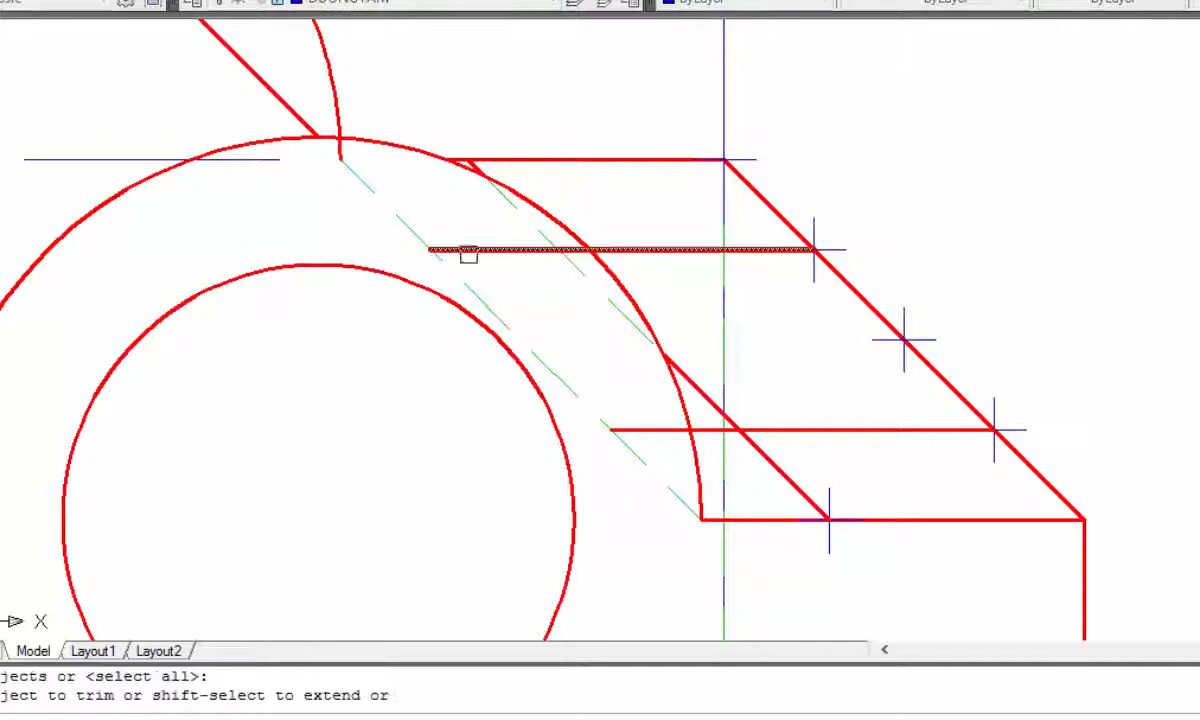 X
Model Layout1 Layout2
jects or <select all>:
ject to trim or shift-select to extend or